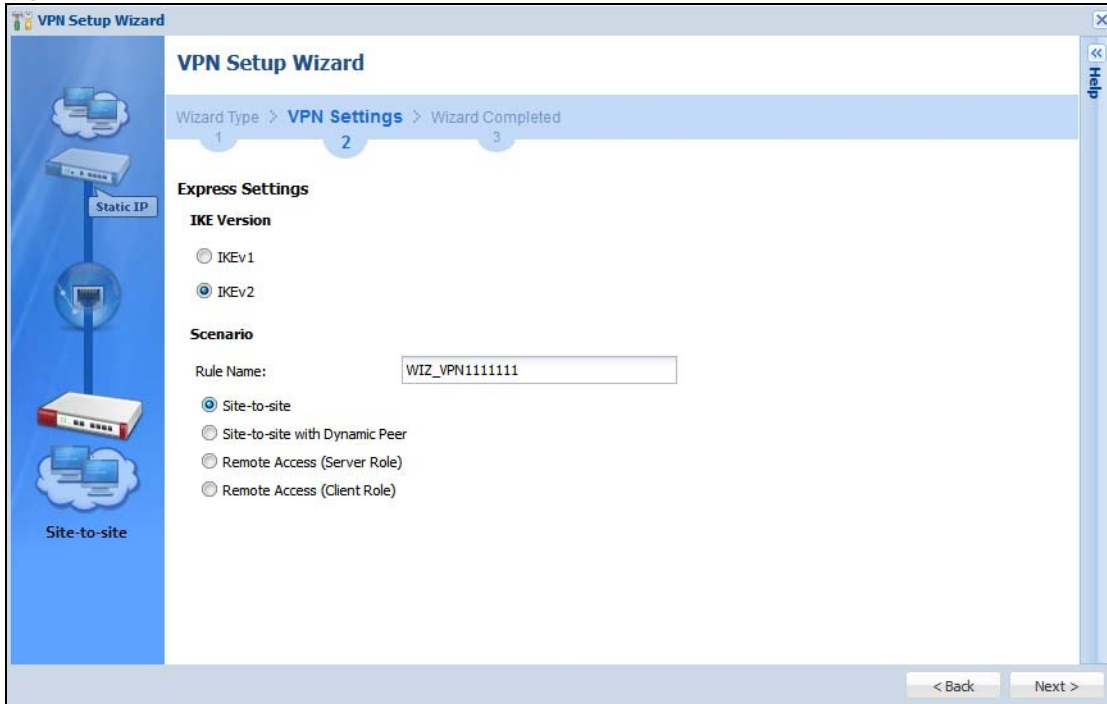 VPN Setup Wizard
Help
VPN Setup Wizard
Wizard Type > VPN Settings > Wizard Completed
1 2 3
Static IP
Express Settings
IKE Version
IKEv1
IKEv2
Scenario
Rule Name: WIZ_VPN1111111
Site-to-site
Site-to-site with Dynamic Peer
Remote Access (Server Role)
Remote Access (Client Role)
Site-to-site
< Back Next >